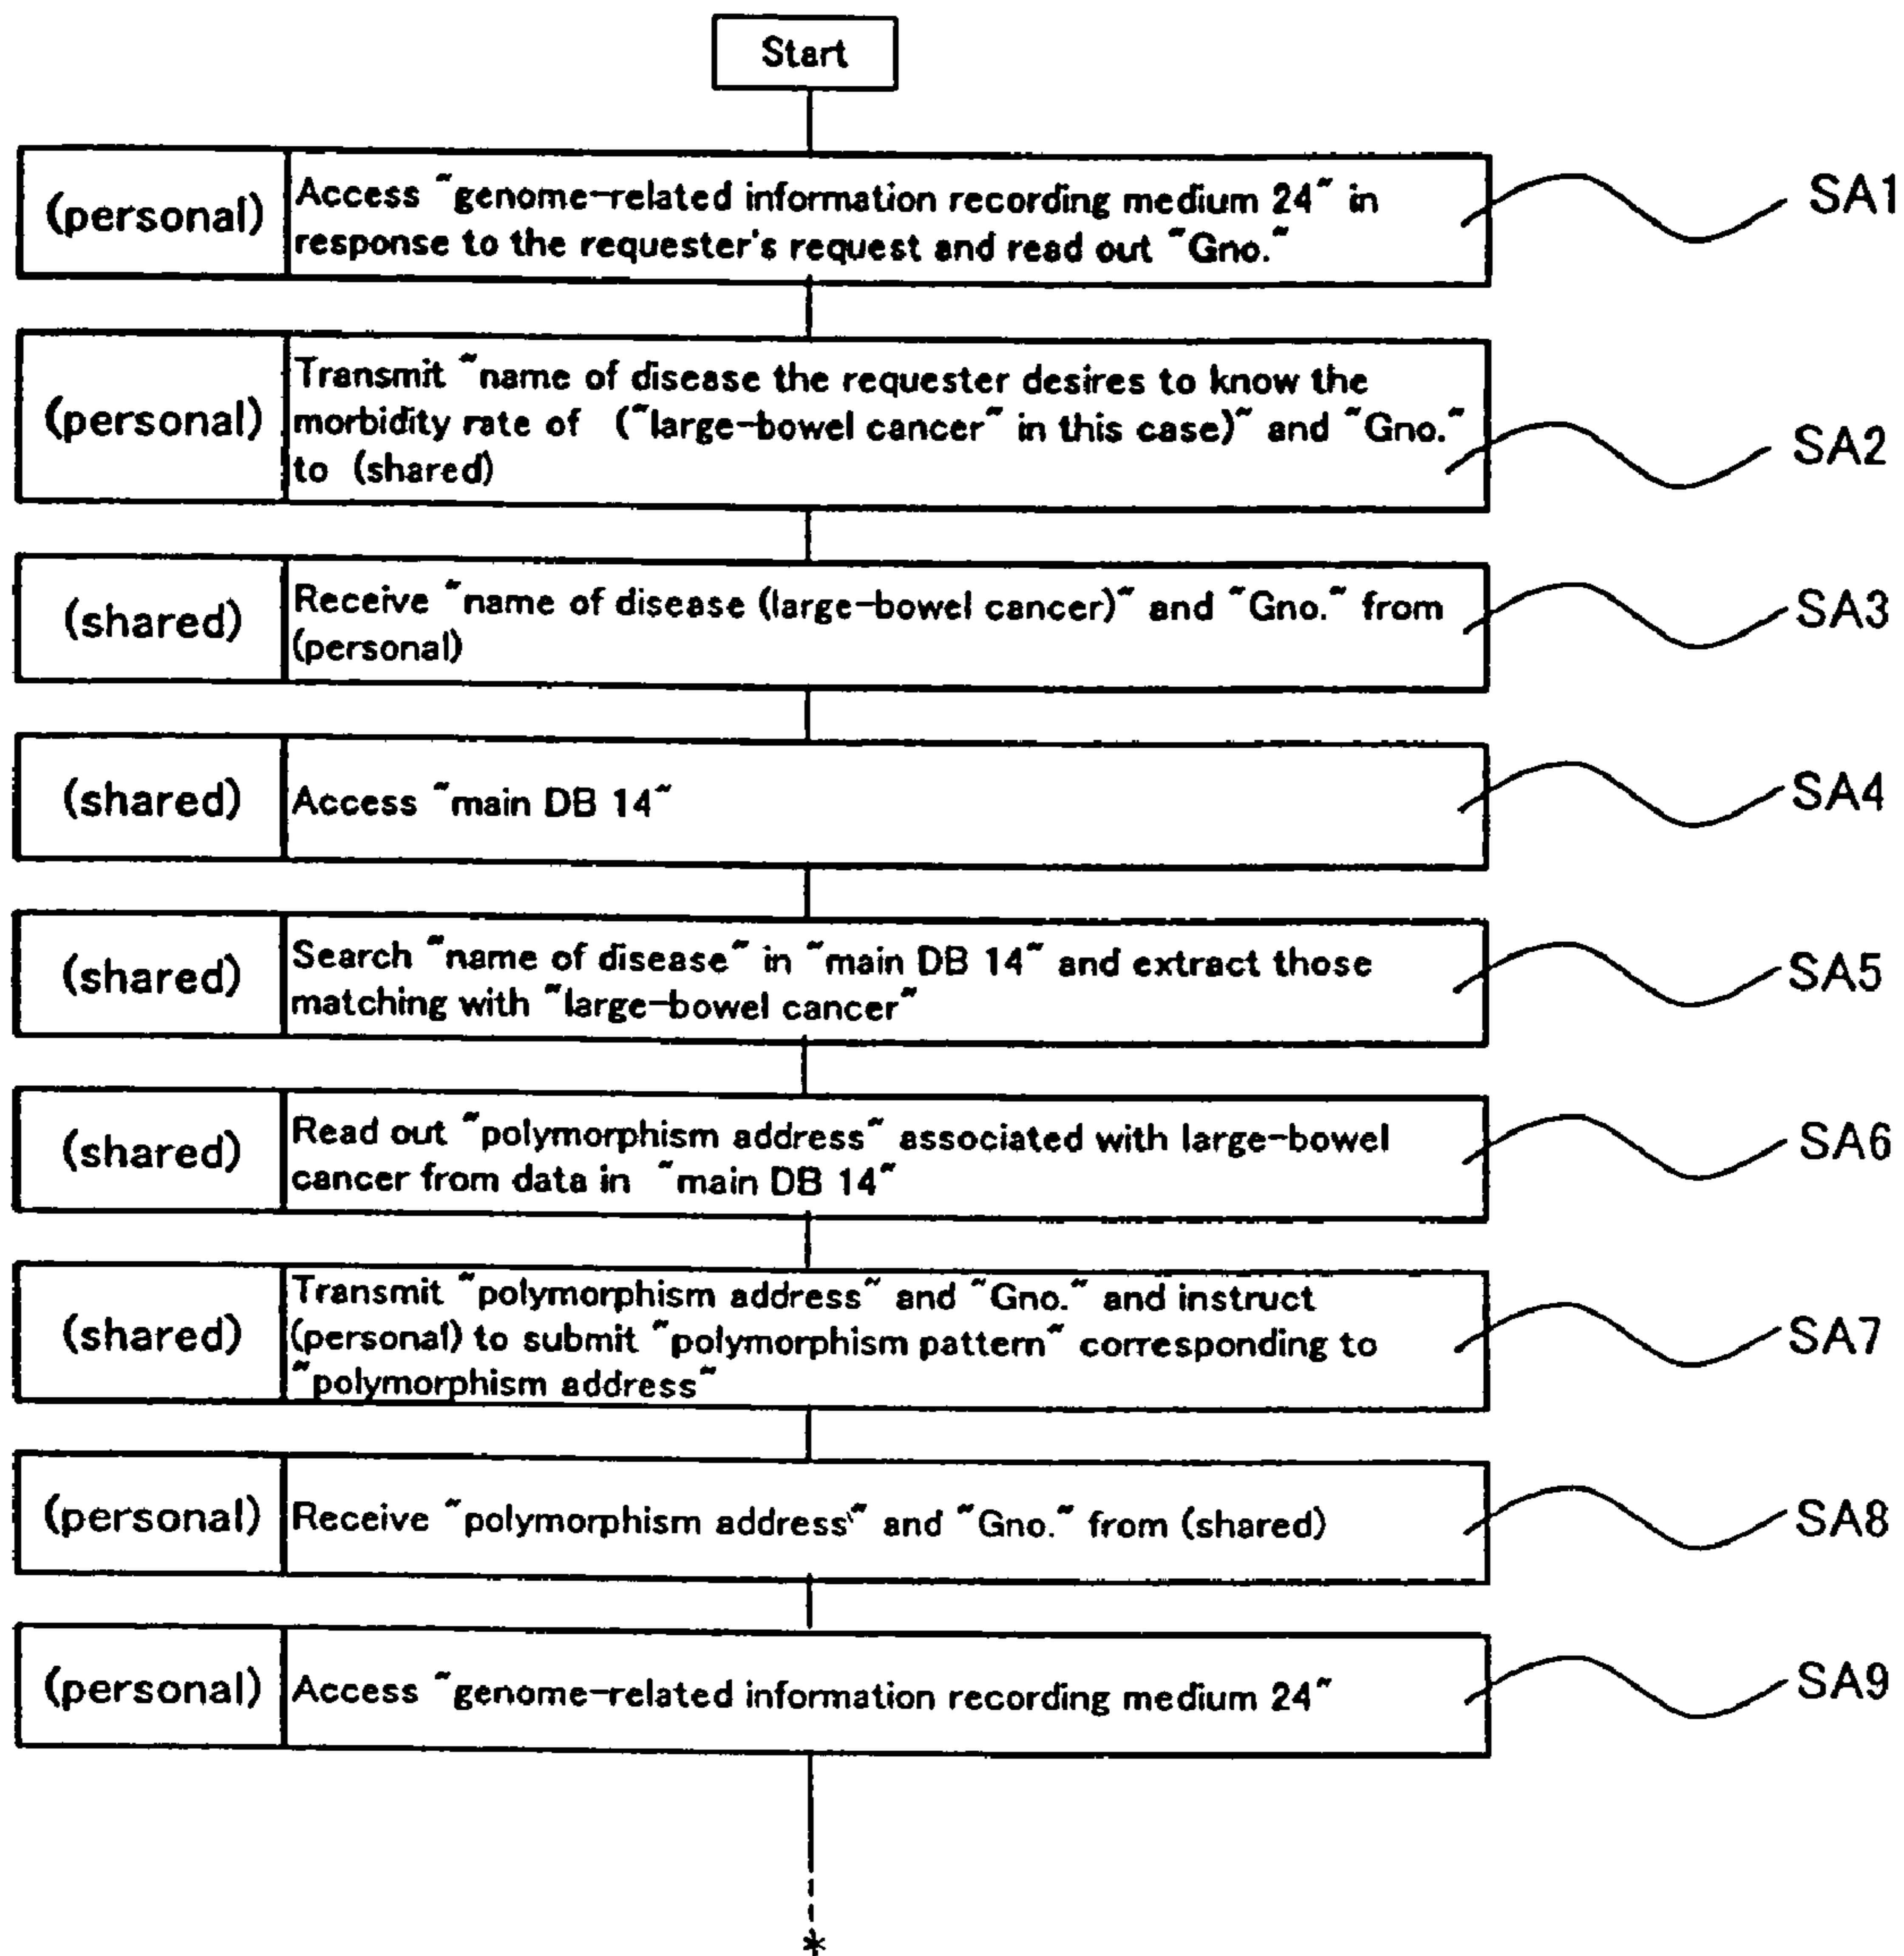 Start
(personal)
Access "genome-related information recording medium 24" in
response to the requester's request and read out "Gno."
SA1
(personal)
Transmit "name of disease the requester desires to know the
morbidity rate of ("large-bowel cancer" in this case)" and "Gno."
to (shared)
SA2
(shared)
Receive "name of disease (large-bowel cancer)" and "Gno." from
(personal)
SA3
(shared)
Access "main DB 14"
SA4
(shared)
Search "name of disease" in "main DB 14" and extract those
matching with "large-bowel cancer"
SA5
(shared)
Read out "polymorphism address" associated with large-bowel
cancer from data in "main DB 14"
SA6
(shared)
Transmit "polymorphism address" and "Gno." and instruct
(personal) to submit "polymorphism pattern" corresponding to
"polymorphism address"
SA7
(personal)
Receive "polymorphism address" and "Gno." from (shared)
SA8
(personal)
Access "genome-related information recording medium 24"
SA9
*